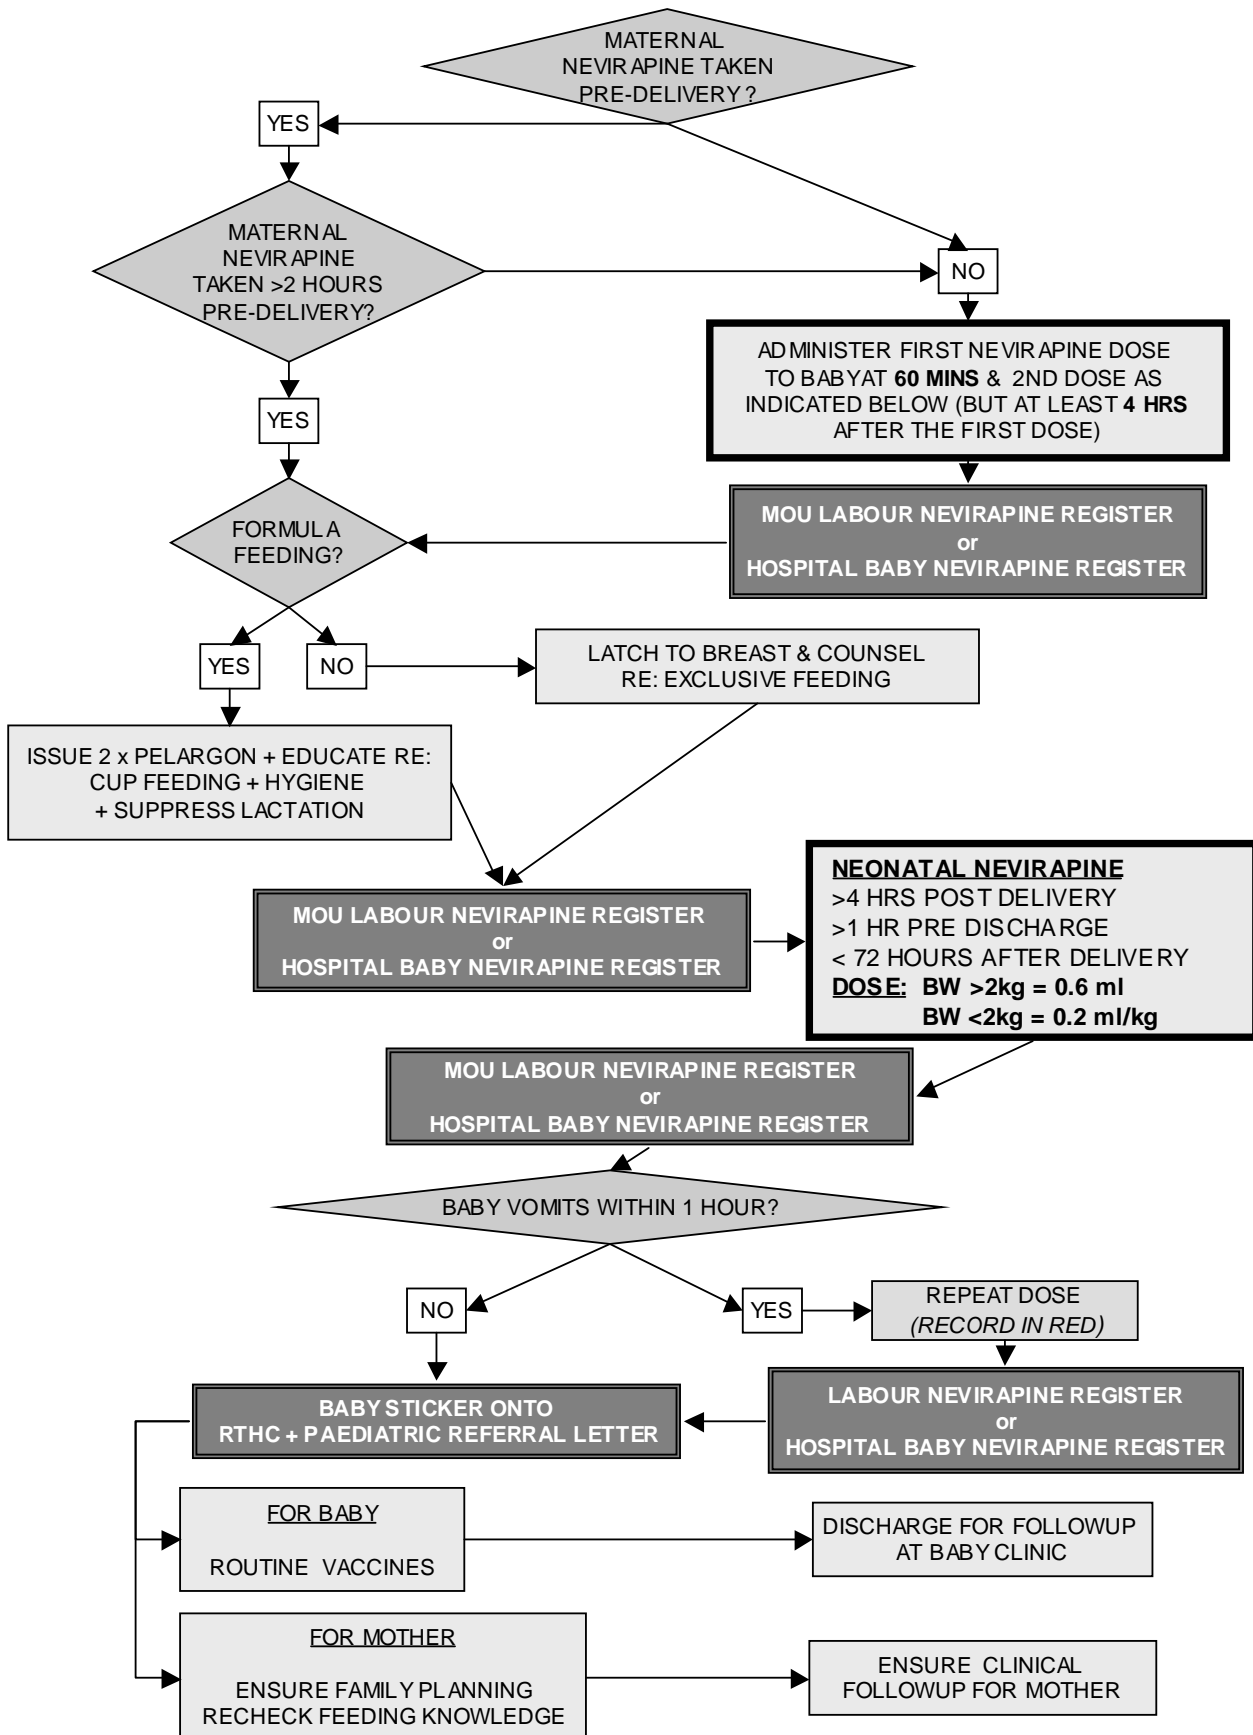 MATERNAL
NEVIRAPINE TAKEN
PRE-DELIVERY ?
YES
MATERNAL
NEVIRAPINE
TAKEN >2 HOURS
PRE-DELIVERY?
NO
ADMINISTER FIRST NEVIRAPINE DOSE
TO BABY AT 60 MINS & 2ND DOSE AS
INDICATED BELOW (BUT AT LEAST 4 HRS
AFTER THE FIRST DOSE)
YES
MOU LABOUR NEVIRAPINE REGISTER
or
HOSPITAL BABY NEVIRAPINE REGISTER
FORMULA
FEEDING?
YES
NO
LATCH TO BREAST & COUNSEL
RE: EXCLUSIVE FEEDING
ISSUE 2 x PELARGON + EDUCATE RE:
CUP FEEDING + HYGIENE
+ SUPPRESS LACTATION
MOU LABOUR NEVIRAPINE REGISTER
or
HOSPITAL BABY NEVIRAPINE REGISTER
NEONATAL NEVIRAPINE
>4 HRS POST DELIVERY
>1 HR PRE DISCHARGE
< 72 HOURS AFTER DELIVERY
DOSE: BW >2kg = 0.6 ml
BW <2kg = 0.2 ml/kg
MOU LABOUR NEVIRAPINE REGISTER
or
HOSPITAL BABY NEVIRAPINE REGISTER
BABY VOMITS WITHIN 1 HOUR?
NO
YES
REPEAT DOSE
(RECORD IN RED)
LABOUR NEVIRAPINE REGISTER
or
HOSPITAL BABY NEVIRAPINE REGISTER
BABY STICKER ONTO
RTHC + PAEDIATRIC REFERRAL LETTER
FOR BABY
ROUTINE VACCINES
DISCHARGE FOR FOLLOWUP
AT BABY CLINIC
FOR MOTHER
ENSURE FAMILY PLANNING
RECHECK FEEDING KNOWLEDGE
ENSURE CLINICAL
FOLLOWUP FOR MOTHER